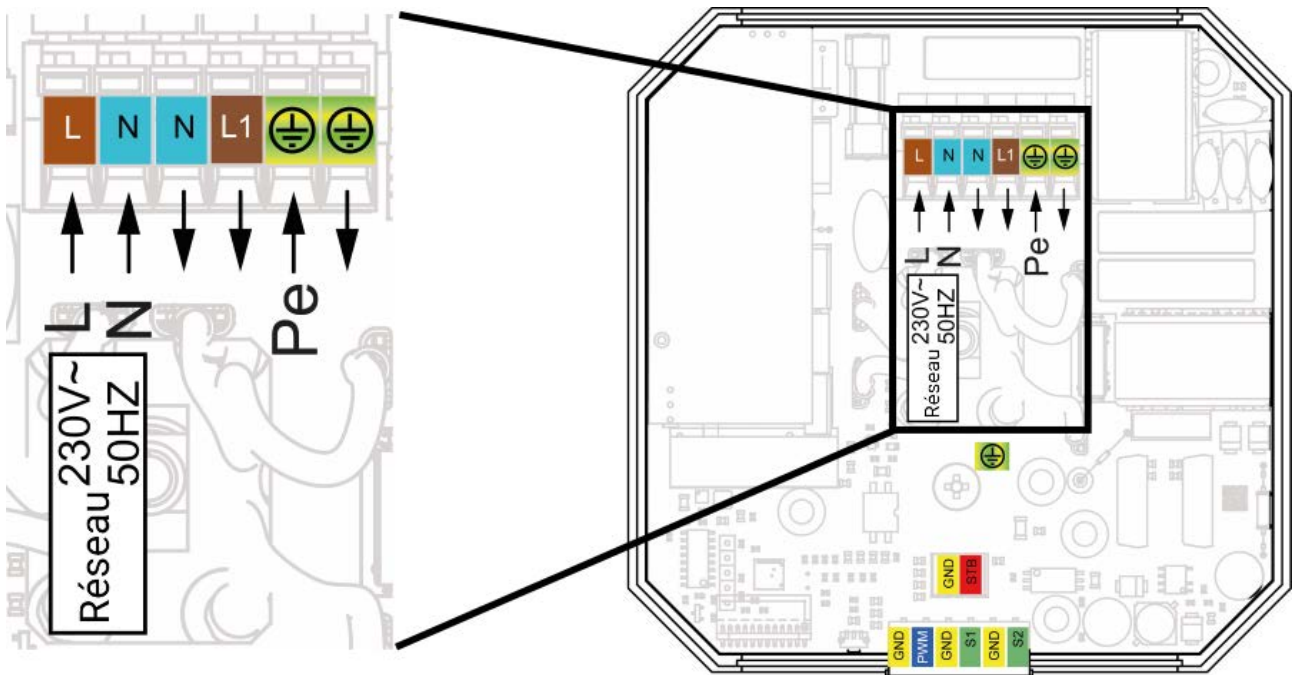 L N N L1
L N Pe
Réseau 230V~
50HZ
L N N L1
L N Pe
Réseau 230V~
50HZ
GND STB
GND PWM GND S1 GND S2